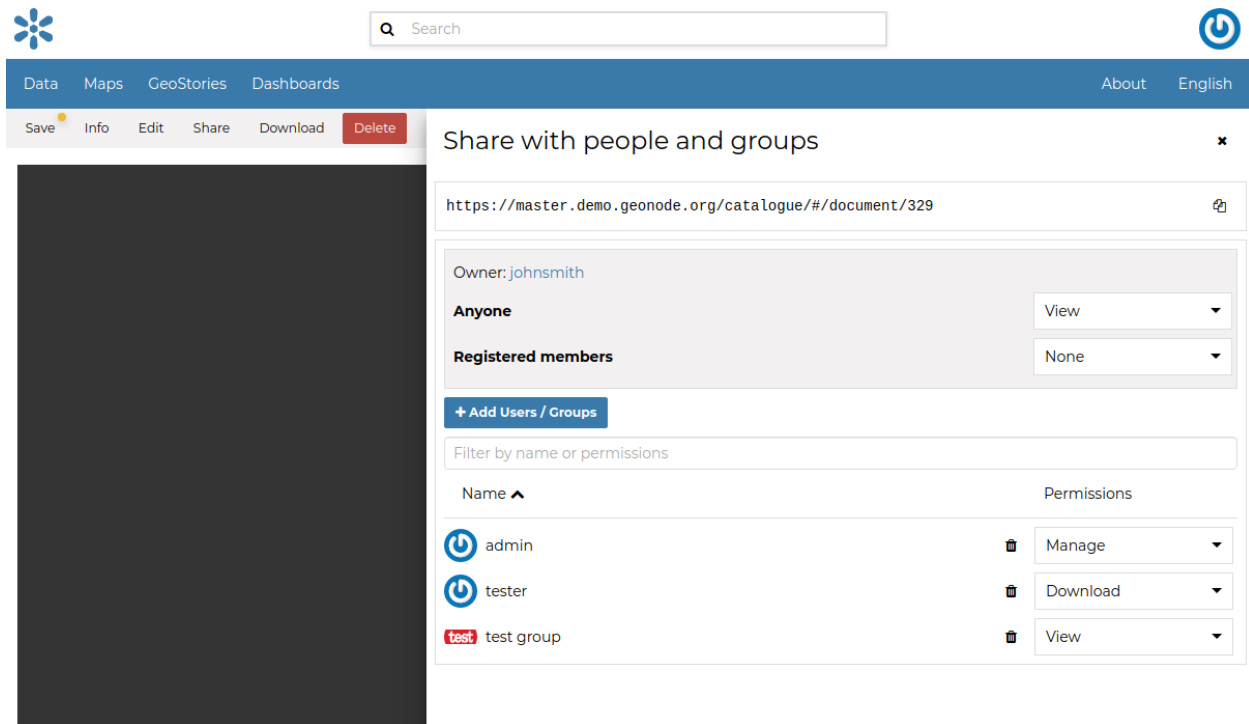 Search
Data Maps GeoStories Dashboards About English
Save Info Edit Share Download Delete
Share with people and groups
https://master.demo.geonode.org/catalogue/#/document/329
Owner: johnsmith
Anyone View
Registered members None
+ Add Users / Groups
Filter by name or permissions
Name Permissions
admin Manage
tester Download
test test group View